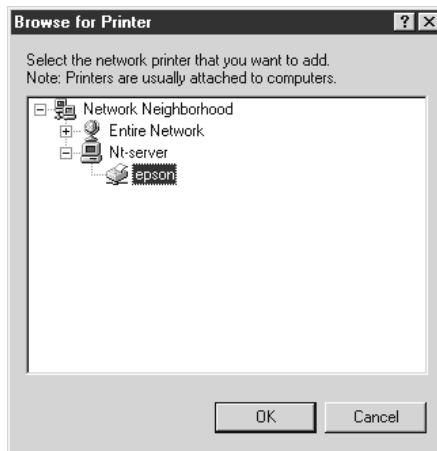 Browse for Printer
Select the network printer that you want to add.
Note: Printers are usually attached to computers.
Network Neighborhood
Entire Network
Nt-server
epson
OK
Cancel